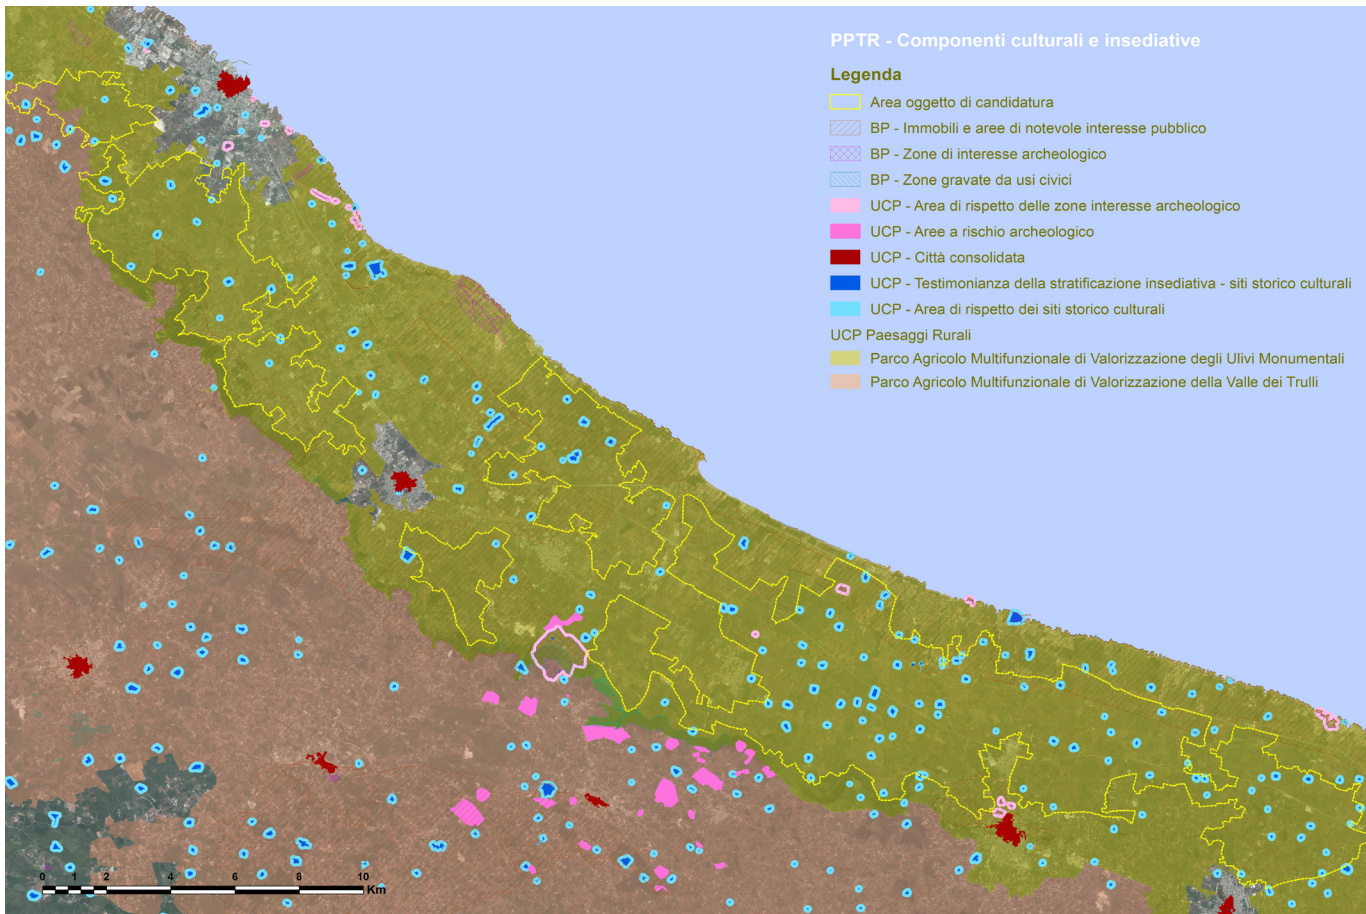 PPTR - Componenti culturali e insediative
Legenda
Area oggetto di candidatura
BP - Immobili e aree di notevole interesse pubblico
BP - Zone di interesse archeologico
BP - Zone gravate da usi civici
UCP - Area di rispetto delle zone interesse archeologico
UCP - Aree a rischio archeologico
UCP - Città consolidata
UCP - Testimonianza della stratificazione insediativa - siti storico culturali
UCP - Area di rispetto dei siti storico culturali
UCP Paesaggi Rurali
Parco Agricolo Multifunzionale di Valorizzazione degli Ulivi Monumentali
Parco Agricolo Multifunzionale di Valorizzazione della Valle dei Trulli
0 2 4 6 8 10
Km